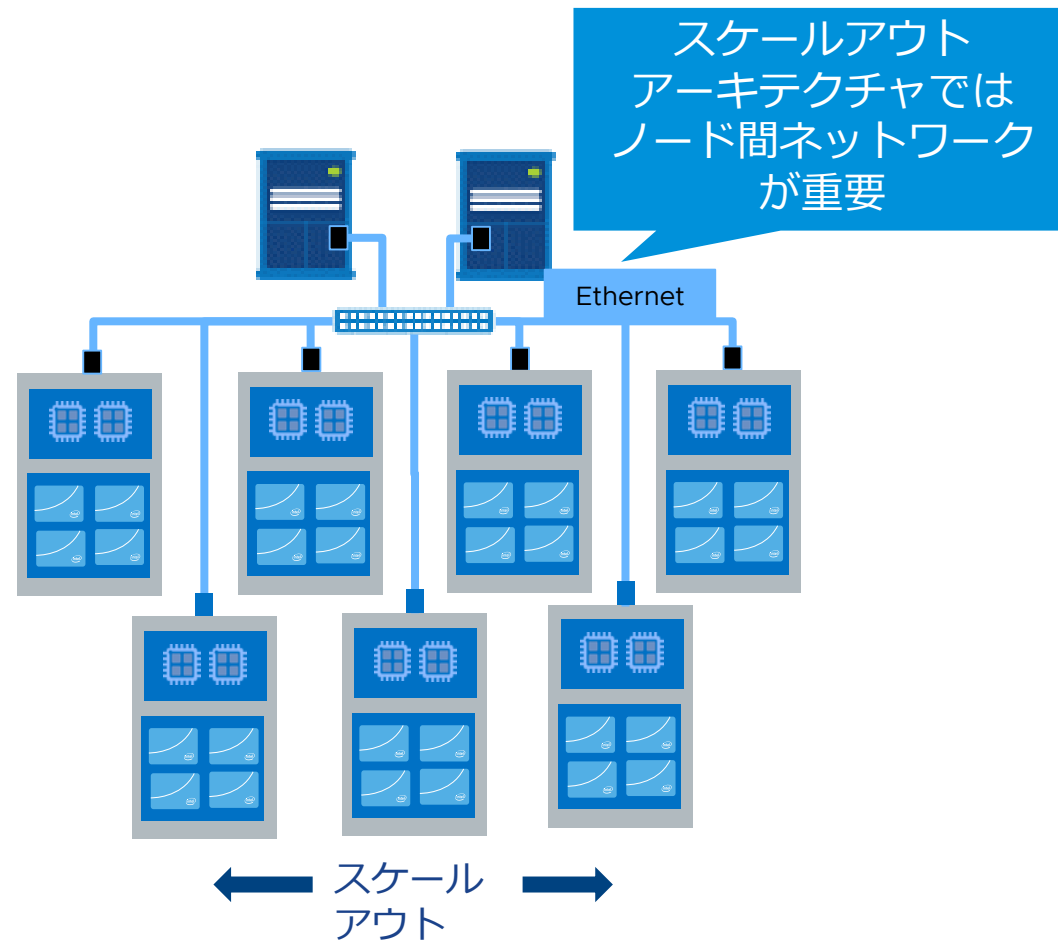 スケールアウト
アーキテクチャでは
ノード間ネットワーク
が重要
Ethernet
スケール
アウト